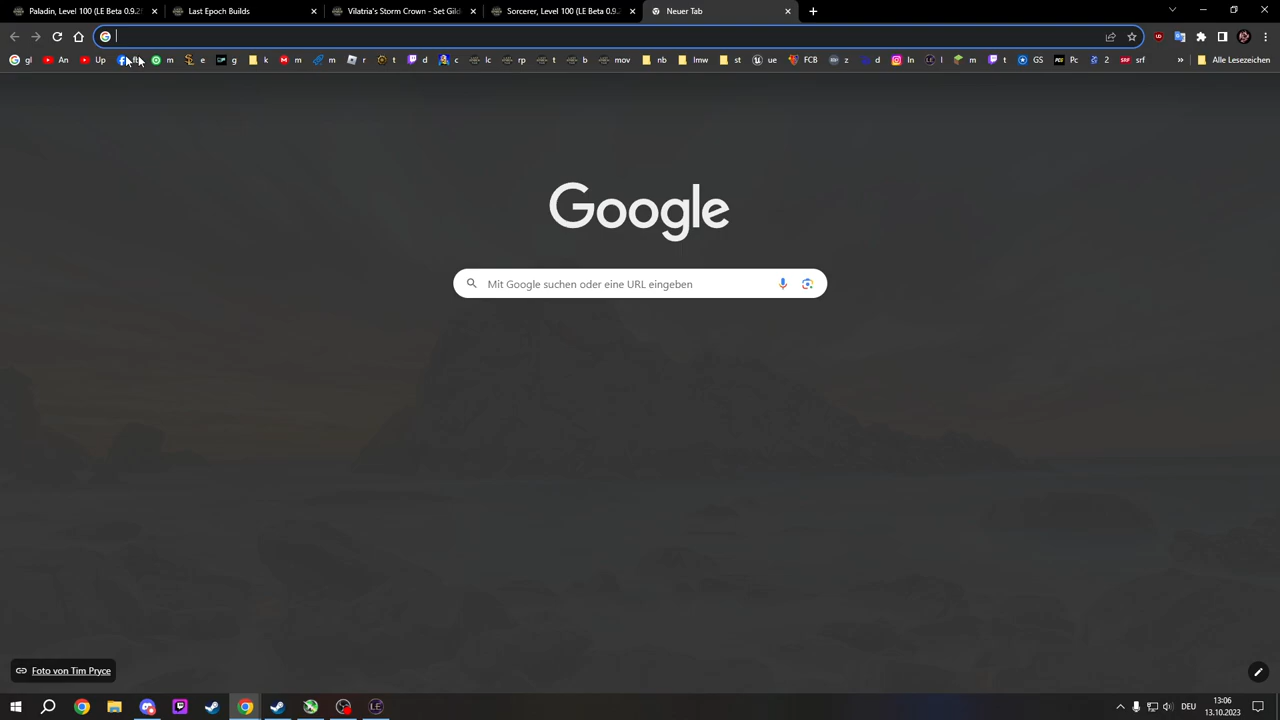 Paladin, Level 100 (LE Beta 0.9.2
Last Epoch Builds
Vilatria's Storm Crown - Set Gild
Sorcerer, Level 100 (LE Beta 0.9.
Neuer Tab
gl An Up m e g k m m r t d c lc rp t b mov nb lmw st ue FCB z d In l m t GS Pc 2 srf » Alle Lesezeichen
Google
Mit Google suchen oder eine URL eingeben
Foto von Tim Pryce
DEU
13:06
13.10.2023